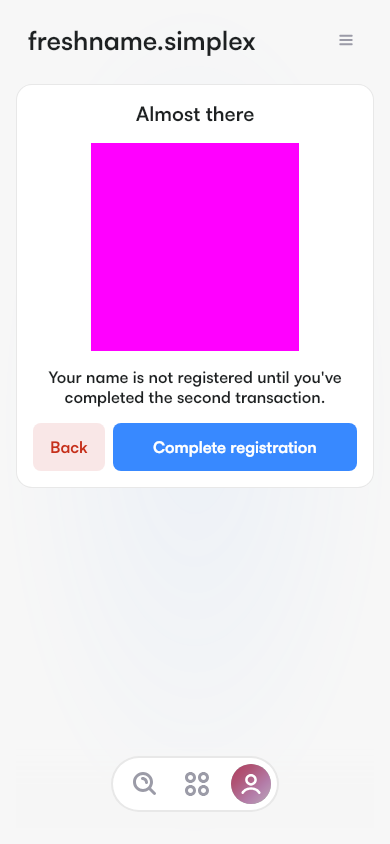 freshname.simplex
Almost there
Your name is not registered until you've
completed the second transaction.
Back
Complete registration